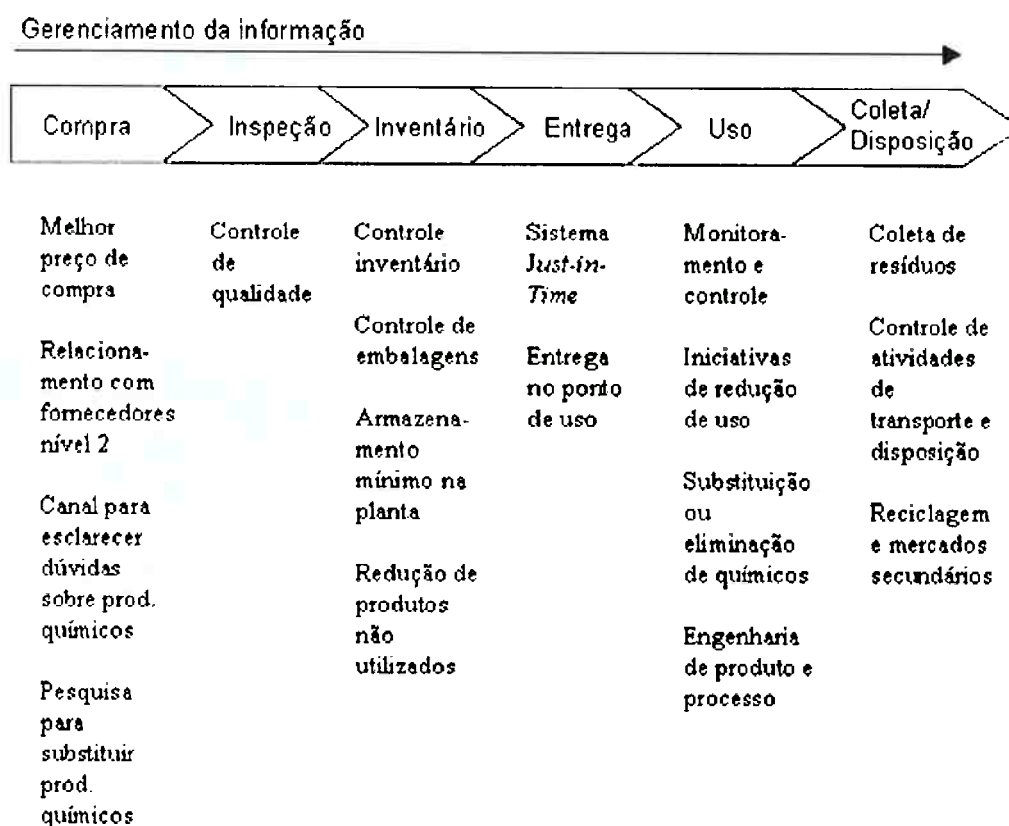 Gerenciamento da informação
Compra
Inspeção
Inventário
Entrega
Uso
Coleta/
Disposição
Melhor
preço de
compra
Relaciona-
mento com
fornecedores
nível 2
Canal para
esclarecer
dúvidas
sobre prod.
químicos
Pesquisa
para
substituir
prod.
químicos
Controle
de
qualidade
Controle
inventário
Controle de
embalagens
Armazena-
mento
mínimo na
planta
Redução de
produtos
não
utilizados
Sistema
Just-in-
Time
Entrega
no ponto
de uso
Monitora-
mento e
controle
Iniciativas
de redução
de uso
Substituição
ou
eliminação
de químicos
Engenharia
de produto e
processo
Coleta de
resíduos
Controle de
atividades
de
transporte e
disposição
Reciclagem
e mercados
secundários